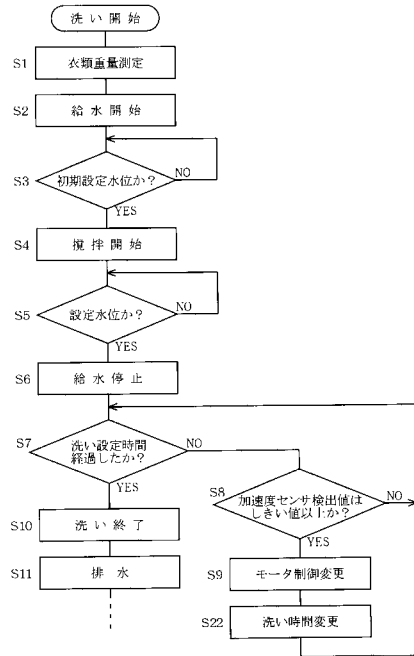 洗い開始
S1 衣類重量測定
S2 給水開始
S3 初期設定水位か? NO
YES
S4 攪拌開始
S5 設定水位か? NO
YES
S6 給水停止
S7 洗い設定時間
経過したか? NO
YES
S8 加速度センサ検出値は
しきい値以上か? NO
YES
S10 洗い終了
S9 モータ制御変更
S11 排水
S22 洗い時間変更